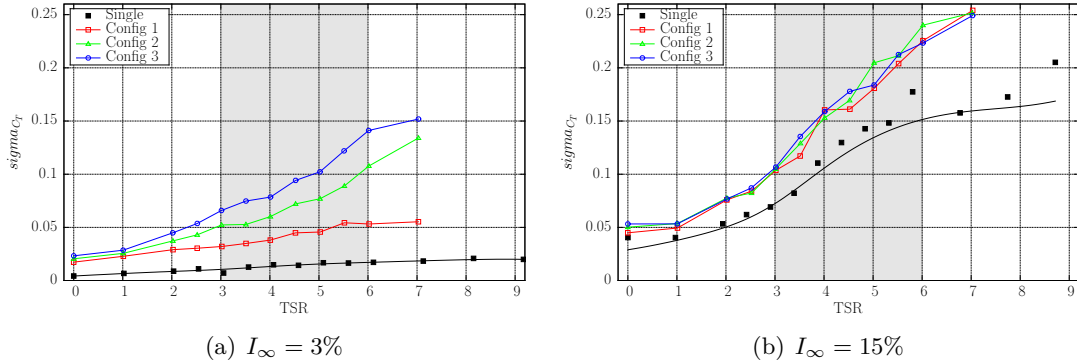 0.25
0.2
0.15
0.1
0.05
0
sigma_{C_T}
Single
Config 1
Config 2
Config 3
0 1 2 3 4 5 6 7 8 9
TSR
(a) I_∞ = 3%
0.25
0.2
0.15
0.1
0.05
0
sigma_{C_T}
Single
Config 1
Config 2
Config 3
0 1 2 3 4 5 6 7 8 9
TSR
(b) I_∞ = 15%